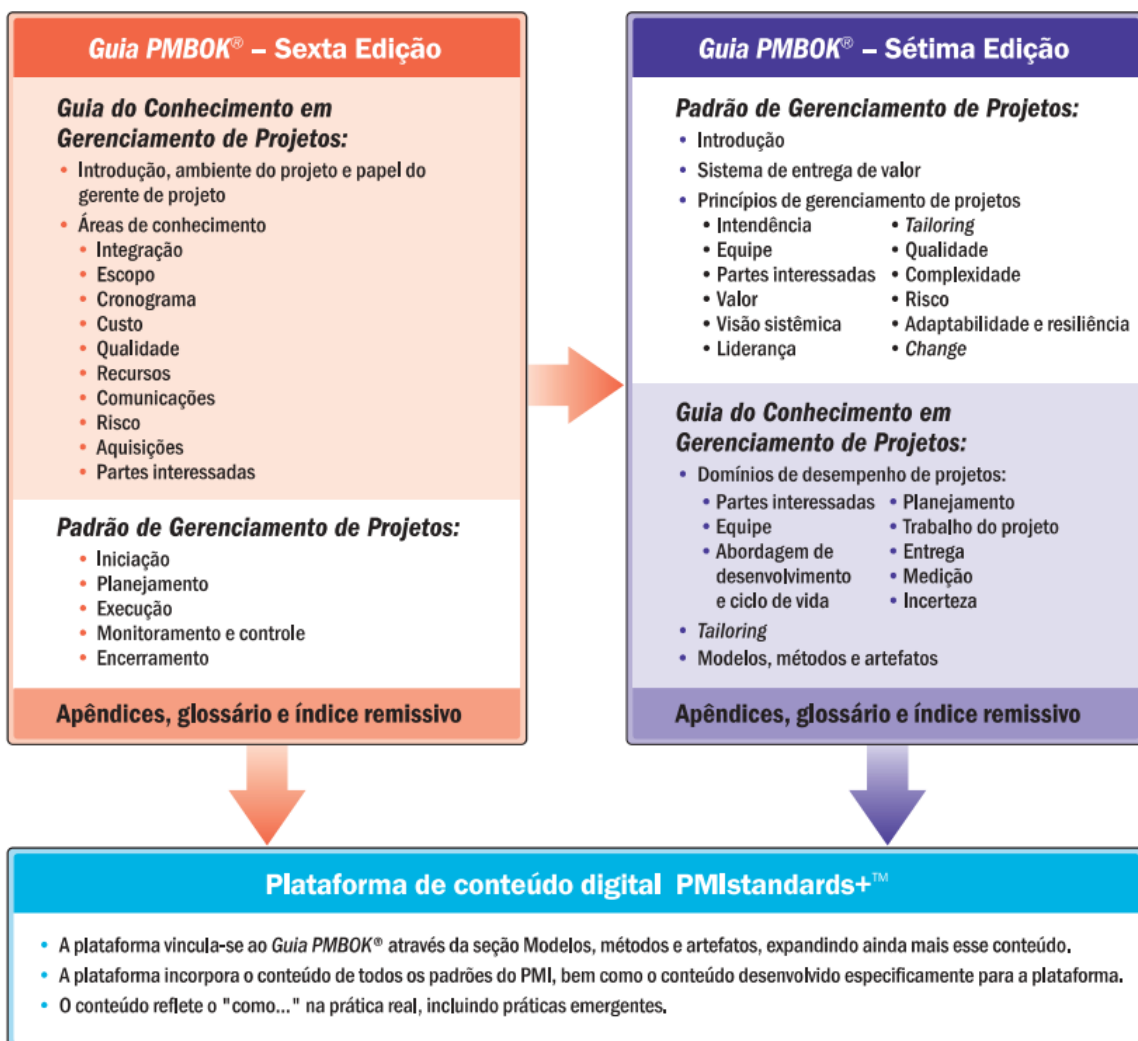 Guia PMBOK® – Sexta Edição
Guia do Conhecimento em
Gerenciamento de Projetos:
• Introdução, ambiente do projeto e papel do
gerente de projeto
• Áreas de conhecimento
• Integração
• Escopo
• Cronograma
• Custo
• Qualidade
• Recursos
• Comunicações
• Risco
• Aquisições
• Partes interessadas
Padrão de Gerenciamento de Projetos:
• Iniciação
• Planejamento
• Execução
• Monitoramento e controle
• Encerramento
Apêndices, glossário e índice remissivo
Guia PMBOK® – Sétima Edição
Padrão de Gerenciamento de Projetos:
• Introdução
• Sistema de entrega de valor
• Princípios de gerenciamento de projetos
• Intendência
• Equipe
• Partes interessadas
• Valor
• Visão sistêmica
• Liderança
• Tailoring
• Qualidade
• Complexidade
• Risco
• Adaptabilidade e resiliência
• Change
Guia do Conhecimento em
Gerenciamento de Projetos:
• Domínios de desempenho de projetos:
• Partes interessadas
• Equipe
• Abordagem de
desenvolvimento
e ciclo de vida
• Planejamento
• Trabalho do projeto
• Entrega
• Medição
• Incerteza
• Tailoring
• Modelos, métodos e artefatos
Apêndices, glossário e índice remissivo
Plataforma de conteúdo digital PMIstandards+™
• A plataforma vincula-se ao Guia PMBOK® através da seção Modelos, métodos e artefatos, expandindo ainda mais esse conteúdo.
• A plataforma incorpora o conteúdo de todos os padrões do PMI, bem como o conteúdo desenvolvido especificamente para a plataforma.
• O conteúdo reflete o "como..." na prática real, incluindo práticas emergentes.